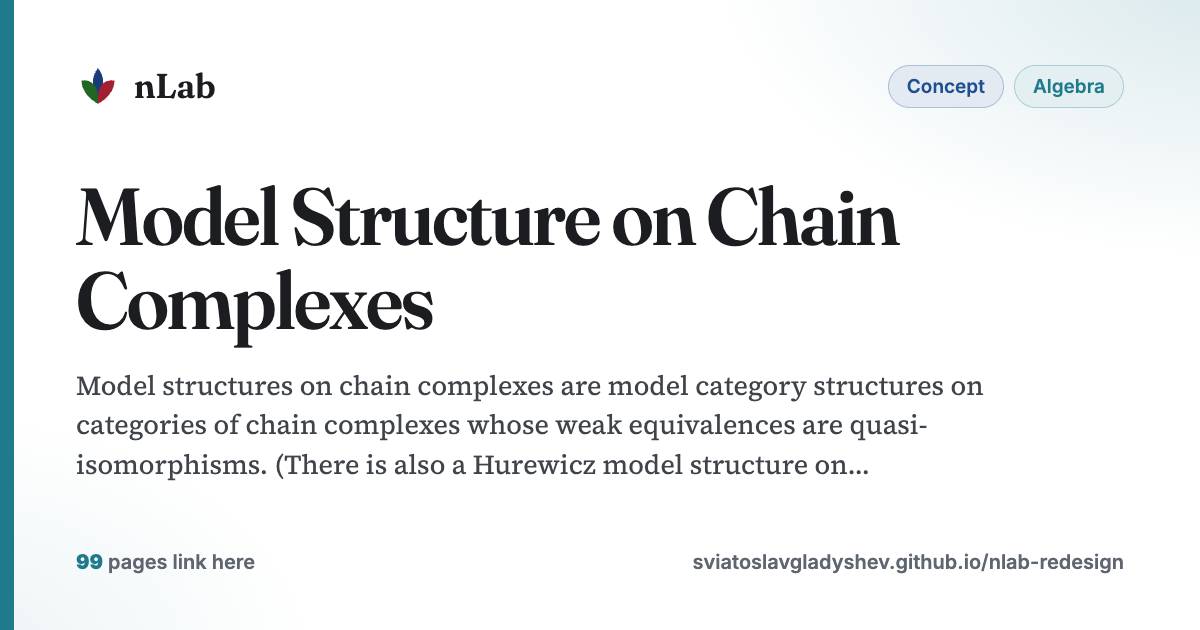 nLab
Concept
Algebra
Model Structure on Chain
Complexes
Model structures on chain complexes are model category structures on
categories of chain complexes whose weak equivalences are quasi-
isomorphisms. (There is also a Hurewicz model structure on...
99 pages link here
sviatoslavgladyshev.github.io/nlab-redesign